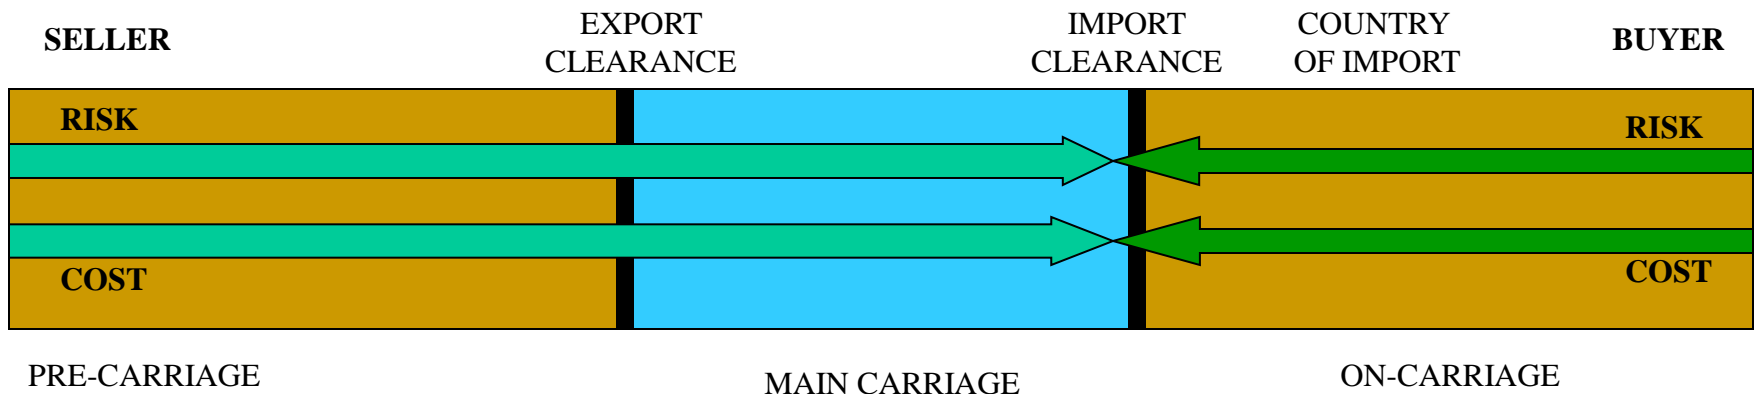 SELLER
EXPORT
CLEARANCE
IMPORT
CLEARANCE
COUNTRY
OF IMPORT
BUYER
RISK
RISK
COST
COST
PRE-CARRIAGE
MAIN CARRIAGE
ON-CARRIAGE